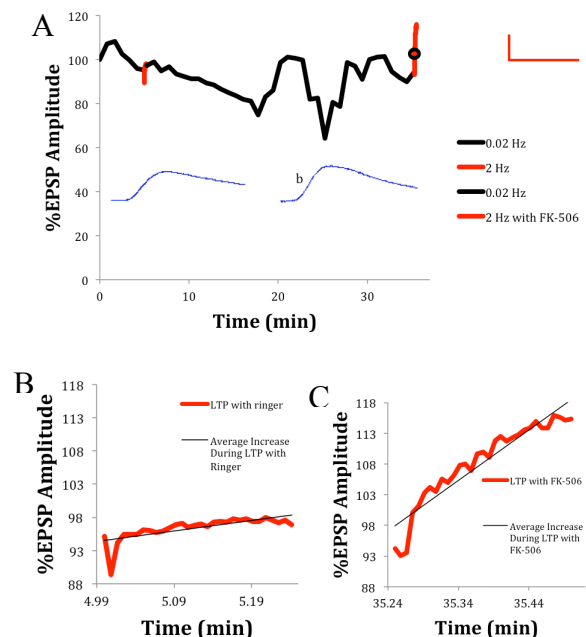 A
%EPSP Amplitude
120
100
80
60
40
20
0
b
0
10
20
30
Time (min)
0.02 Hz
2 Hz
0.02 Hz
2 Hz with FK-506
B
%EPSP Amplitude
118
113
108
103
98
93
88
LTP with ringer
Average Increase
During LTP with
Ringer
4.99
5.09
5.19
Time (min)
C
%EPSP Amplitude
118
113
108
103
98
93
88
LTP with FK-506
Average Increase
During LTP with
FK-506
35.24
35.34
35.44
Time (min)